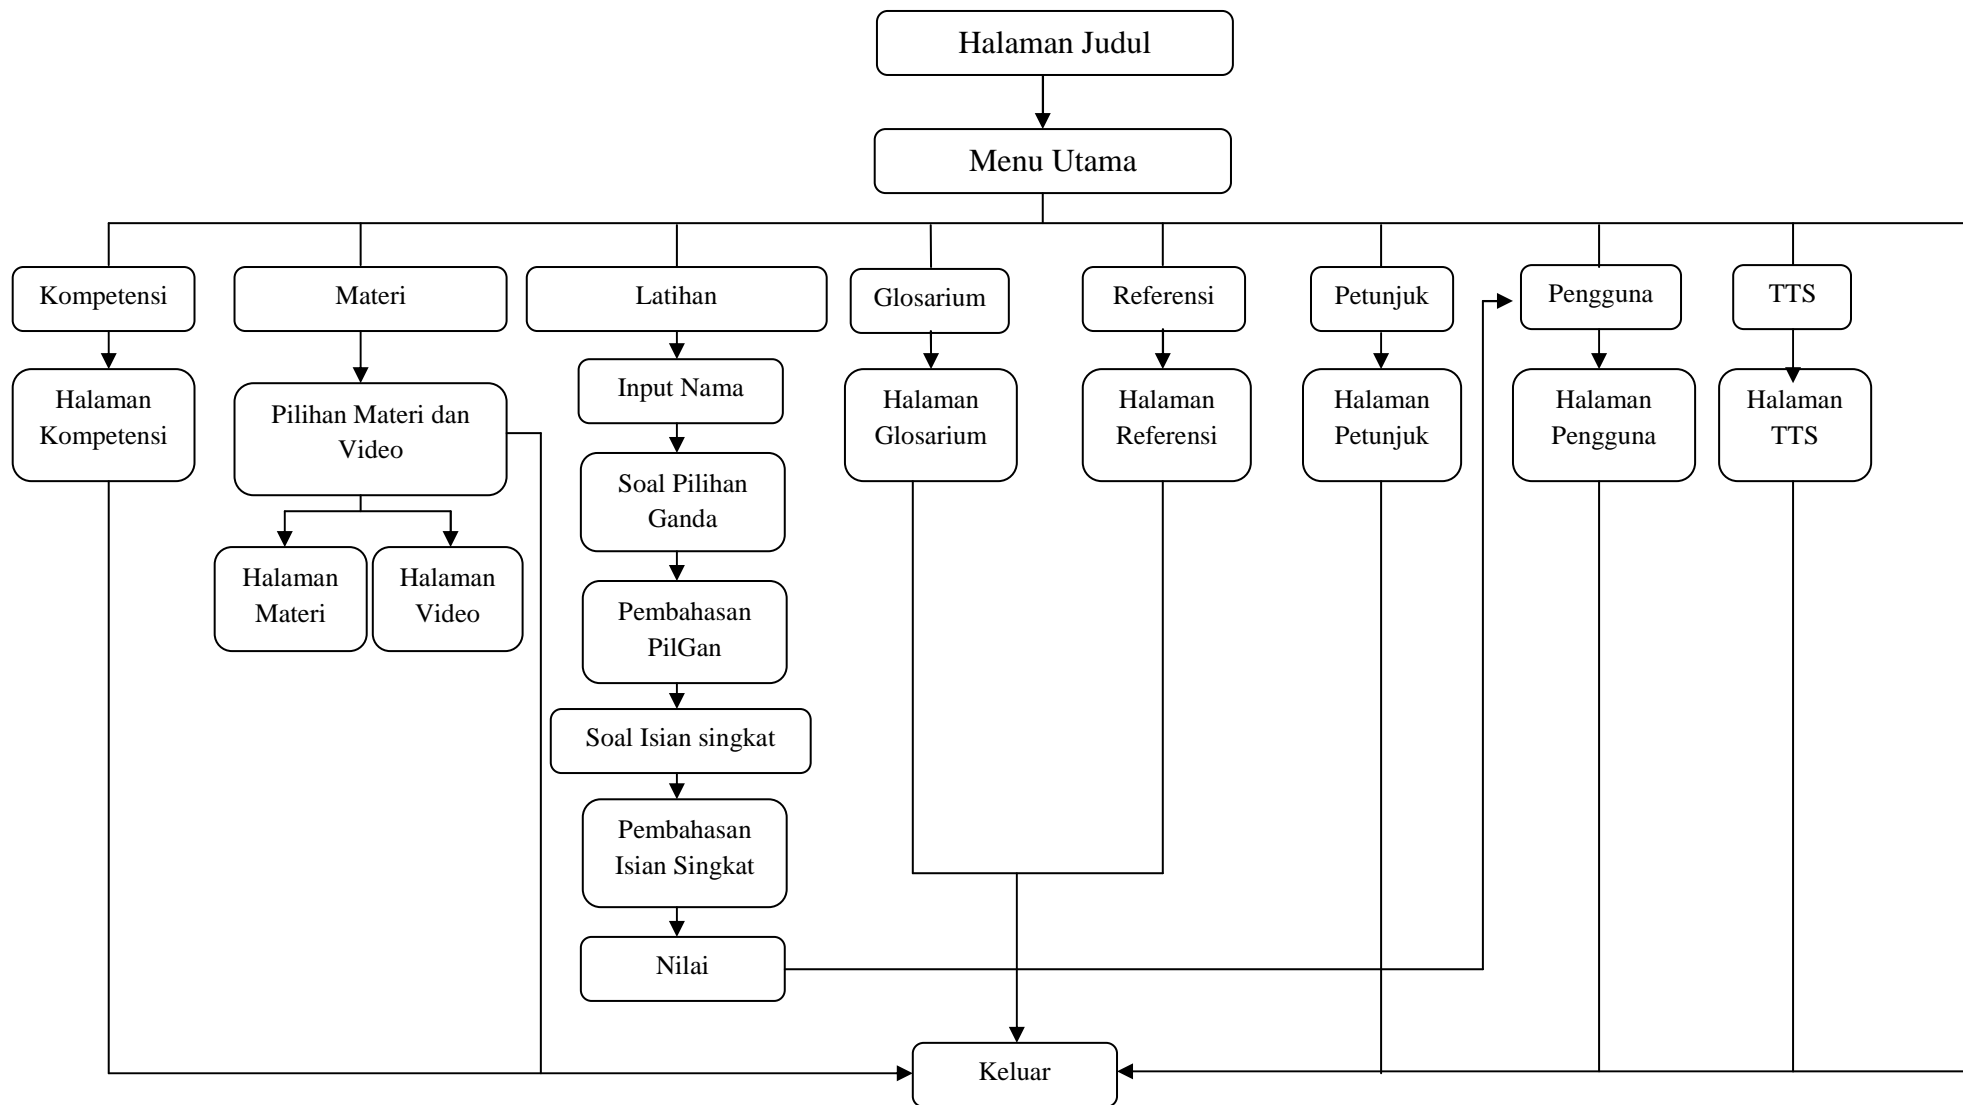 Halaman Judul
Menu Utama
Kompetensi
Materi
Latihan
Glosarium
Referensi
Petunjuk
Pengguna
TTS
Halaman
Kompetensi
Pilihan Materi dan
Video
Halaman
Materi
Halaman
Video
Input Nama
Soal Pilihan
Ganda
Pembahasan
PilGan
Soal Isian singkat
Pembahasan
Isian Singkat
Nilai
Halaman
Glosarium
Halaman
Referensi
Halaman
Petunjuk
Halaman
Pengguna
Halaman
TTS
Keluar